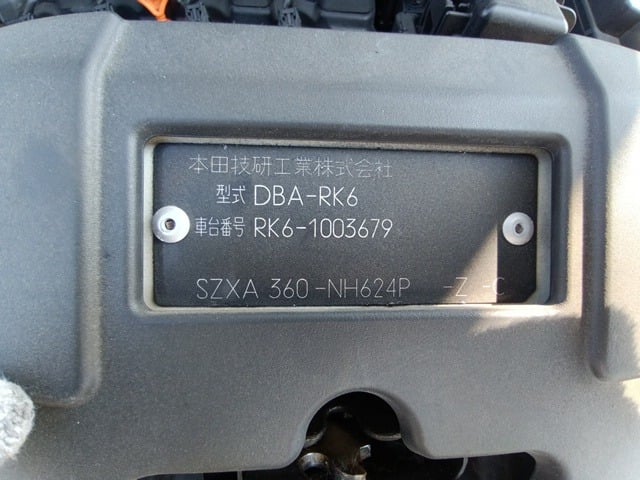 本田技研工業株式会社
型式 DBA-RK6
車台番号 RK6-1003679
SZXA 360-NH624P -Z -C